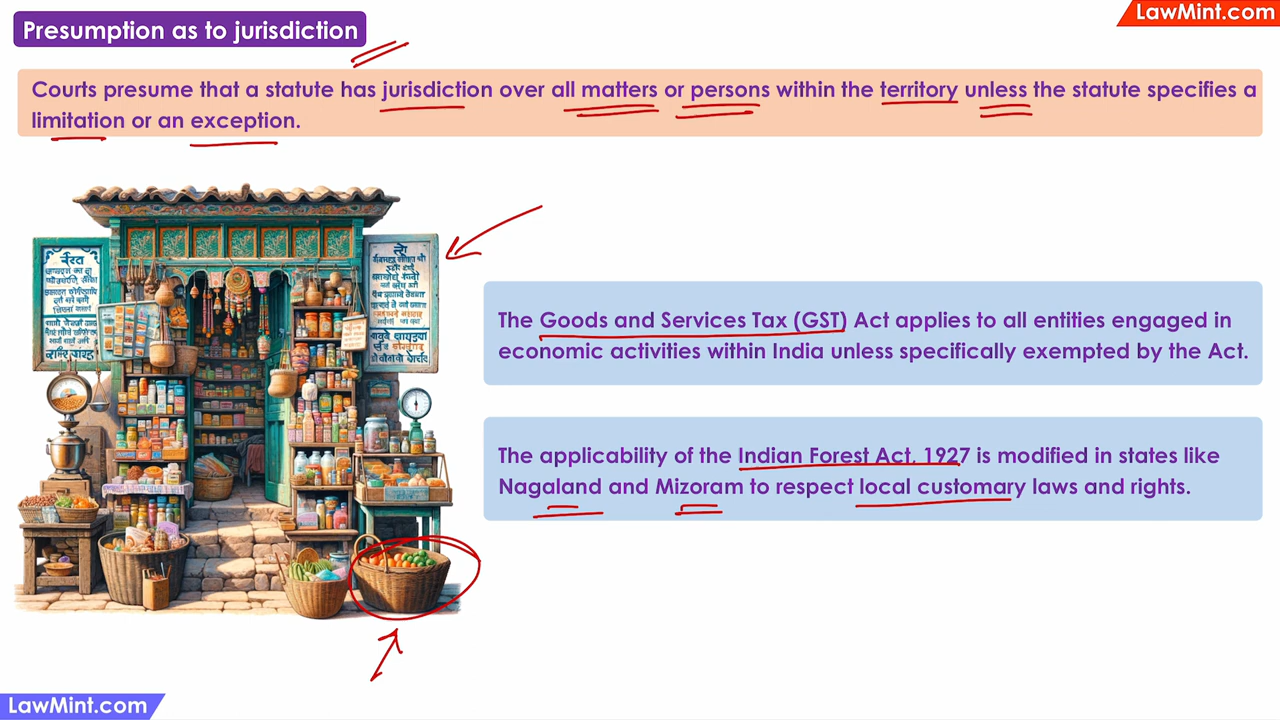 LawMint.com
Presumption as to jurisdiction
Courts presume that a statute has jurisdiction over all matters or persons within the territory unless the statute specifies a
limitation or an exception.
The Goods and Services Tax (GST) Act applies to all entities engaged in
economic activities within India unless specifically exempted by the Act.
The applicability of the Indian Forest Act, 1927 is modified in states like
Nagaland and Mizoram to respect local customary laws and rights.
LawMint.com